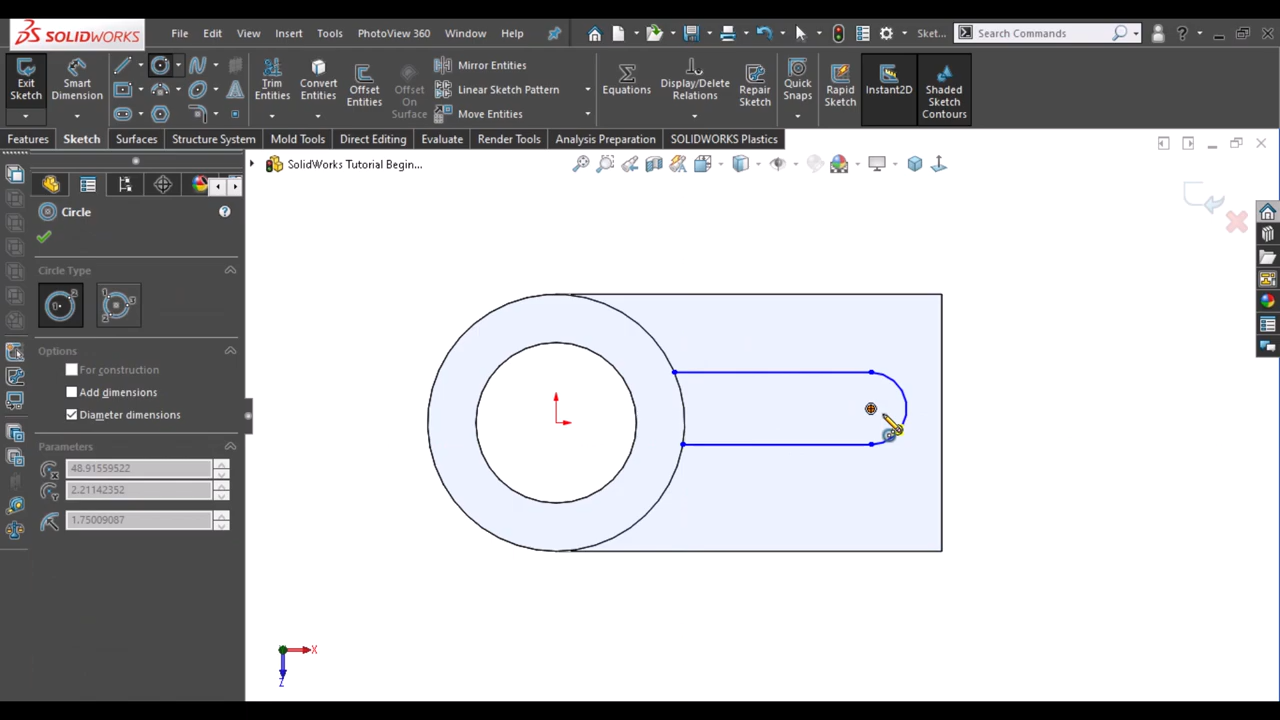 SOLIDWORKS File Edit View Insert Tools PhotoView 360 Window Help Sket... Search Commands ?
Exit Sketch
Smart Dimension
Trim Entities
Convert Entities
Offset Entities
Offset On Surface
Mirror Entities
Linear Sketch Pattern
Move Entities
Equations
Display/Delete Relations
Repair Sketch
Quick Snaps
Rapid Sketch
Instant2D
Shaded Sketch Contours
Features Sketch Surfaces Structure System Mold Tools Direct Editing Evaluate Render Tools Analysis Preparation SOLIDWORKS Plastics
SolidWorks Tutorial Begin...
Circle ?
Circle Type
Options
For construction
Add dimensions
Diameter dimensions
Parameters
48.91559522
2.21142352
1.75009087
X
Z